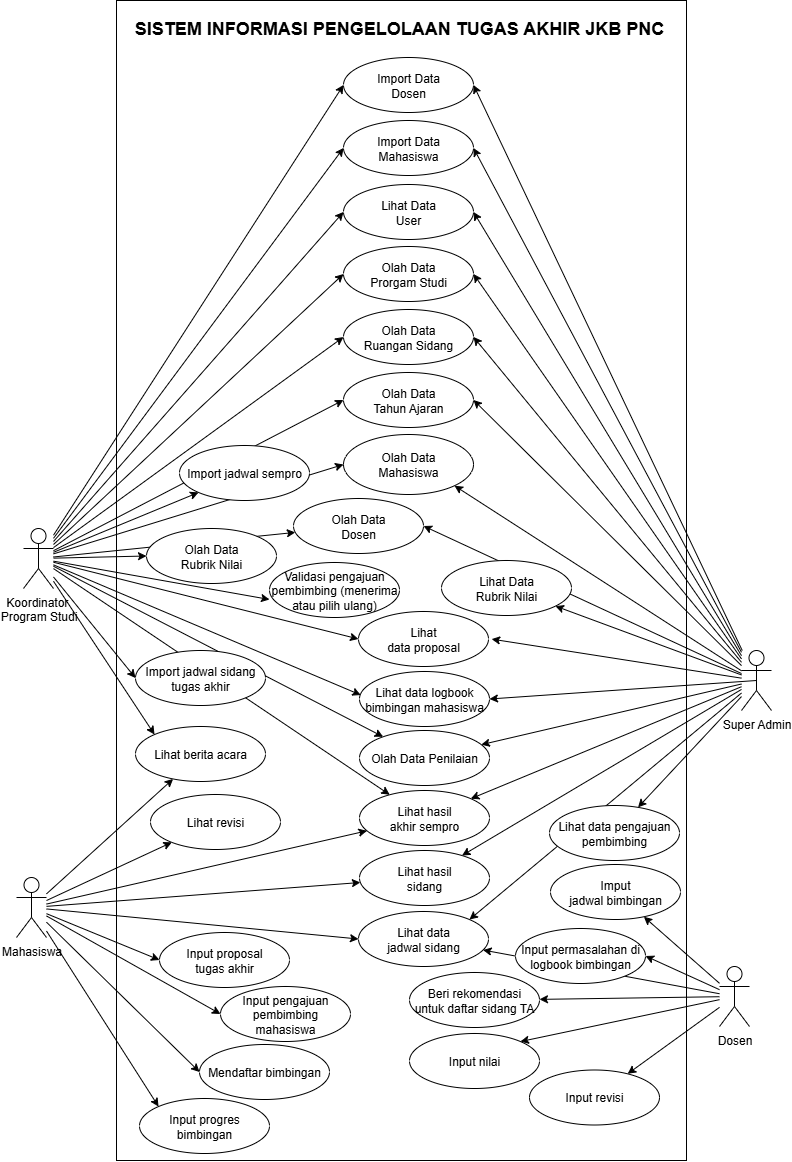 SISTEM INFORMASI PENGELOLAAN TUGAS AKHIR JKB PNC
Import Data
Dosen
Import Data
Mahasiswa
Lihat Data
User
Olah Data
Prorgam Studi
Olah Data
Ruangan Sidang
Olah Data
Tahun Ajaran
Import jadwal sempro
Olah Data
Mahasiswa
Olah Data
Dosen
Olah Data
Rubrik Nilai
Validasi pengajuan
pembimbing (menerima
atau pilih ulang)
Lihat Data
Rubrik Nilai
Koordinator
Program Studi
Lihat
data proposal
Import jadwal sidang
tugas akhir
Lihat data logbook
bimbingan mahasiswa
Super Admin
Lihat berita acara
Olah Data Penilaian
Lihat revisi
Lihat hasil
akhir sempro
Lihat data pengajuan
pembimbing
Lihat hasil
sidang
Imput
jadwal bimbingan
Mahasiswa
Lihat data
jadwal sidang
Input proposal
tugas akhir
Input permasalahan di
logbook bimbingan
Input pengajuan
pembimbing
mahasiswa
Beri rekomendasi
untuk daftar sidang TA
Dosen
Mendaftar bimbingan
Input nilai
Input revisi
Input progres
bimbingan